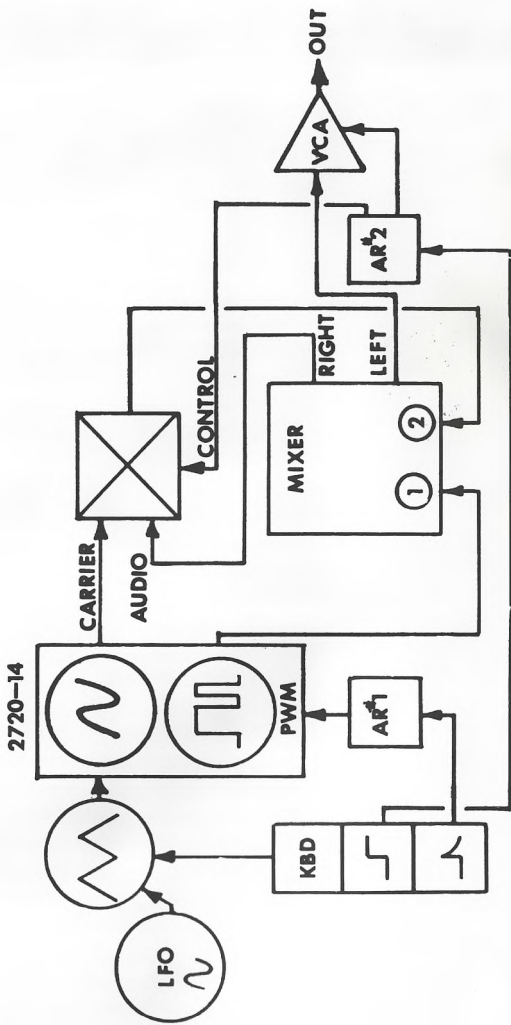 2720-14
LFO
CARRIER
AUDIO
CONTROL
PWM
KBD
AR#1
MIXER
1
2
RIGHT
LEFT
AR#2
VCA
OUT